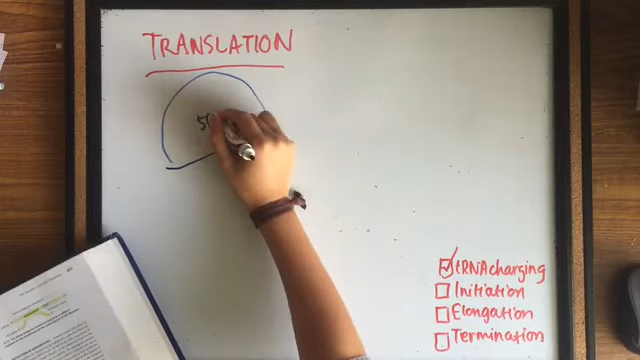 TRANSLATION
50
tRNA charging
Initiation
Elongation
Termination